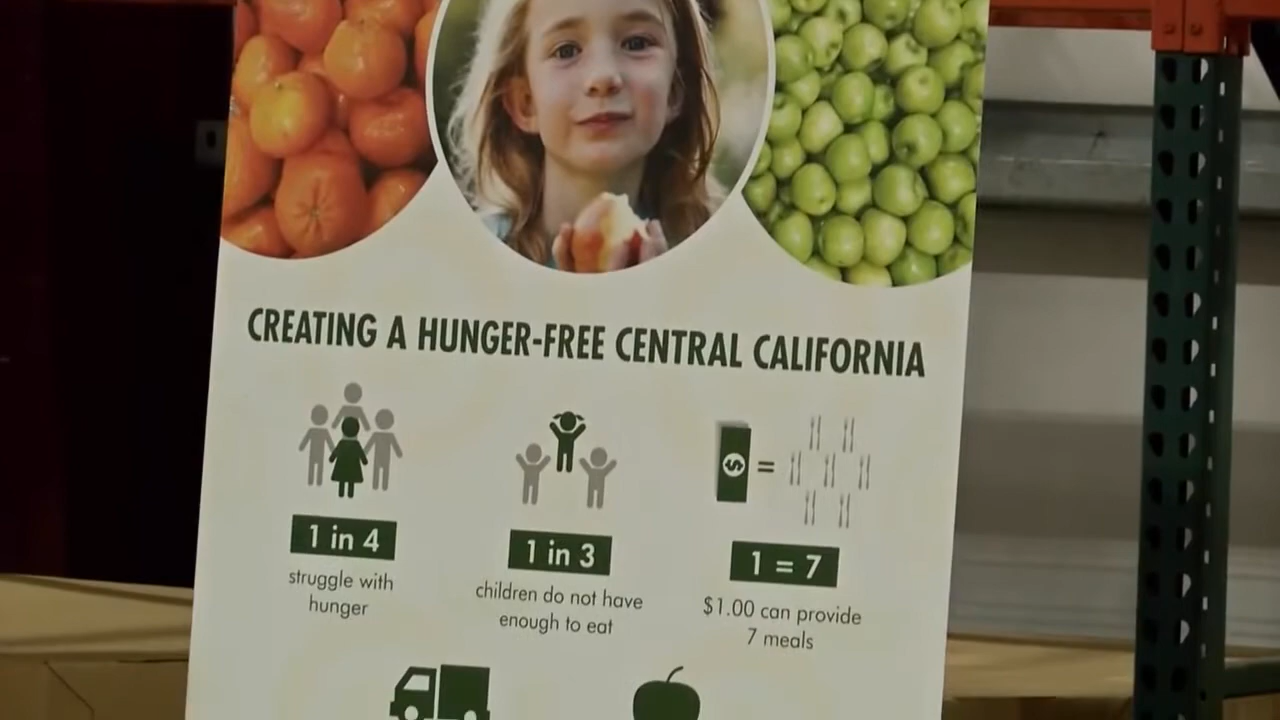 CREATING A HUNGER-FREE CENTRAL CALIFORNIA
1 in 4
struggle with
hunger
1 in 3
children do not have
enough to eat
$
=
1 = 7
$1.00 can provide
7 meals